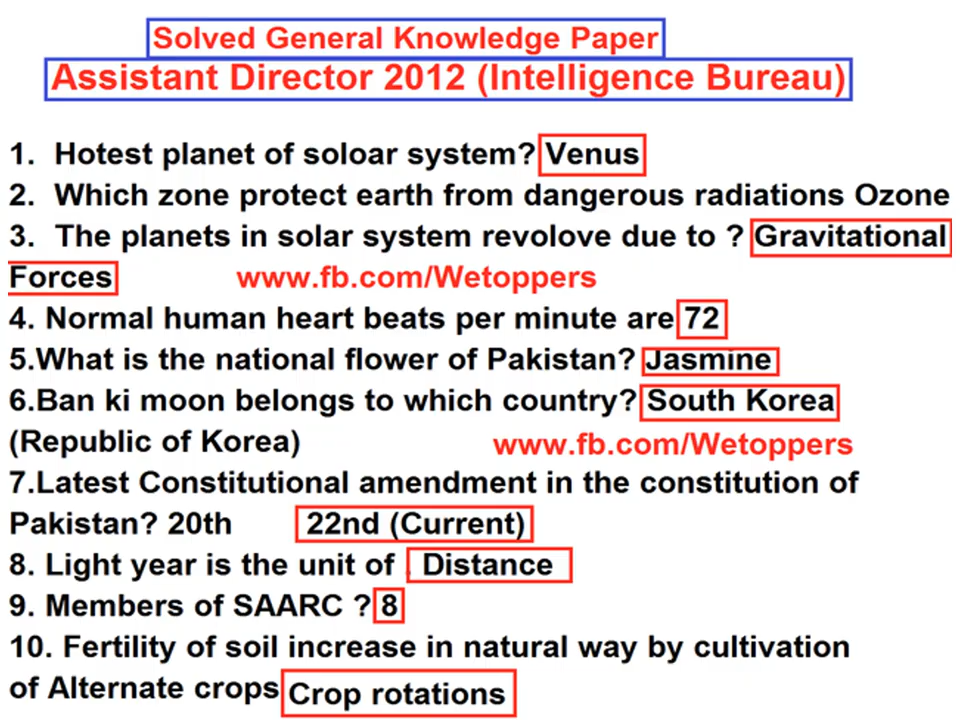 Solved General Knowledge Paper
Assistant Director 2012 (Intelligence Bureau)
1. Hotest planet of soloar system? Venus
2. Which zone protect earth from dangerous radiations Ozone
3. The planets in solar system revolove due to ? Gravitational
Forces www.fb.com/Wetoppers
4. Normal human heart beats per minute are 72
5.What is the national flower of Pakistan? Jasmine
6.Ban ki moon belongs to which country? South Korea
(Republic of Korea) www.fb.com/Wetoppers
7.Latest Constitutional amendment in the constitution of
Pakistan? 20th 22nd (Current)
8. Light year is the unit of . Distance
9. Members of SAARC ? 8
10. Fertility of soil increase in natural way by cultivation
of Alternate crops Crop rotations